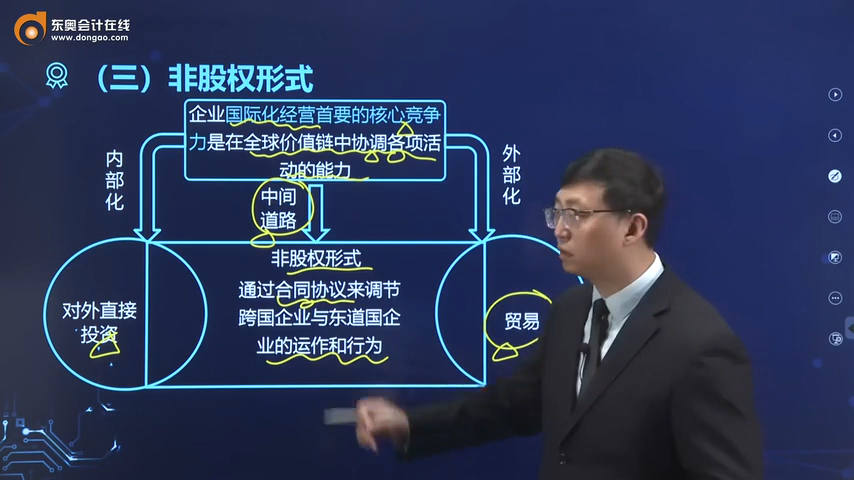 东奥会计在线
www.dongao.com
（三）非股权形式
企业国际化经营首要的核心竞争
力是在全球价值链中协调各项活
动的能力
内部化
外部化
中间
道路
非股权形式
通过合同协议来调节
跨国企业与东道国企
业的运作和行为
对外直接
投资
贸易